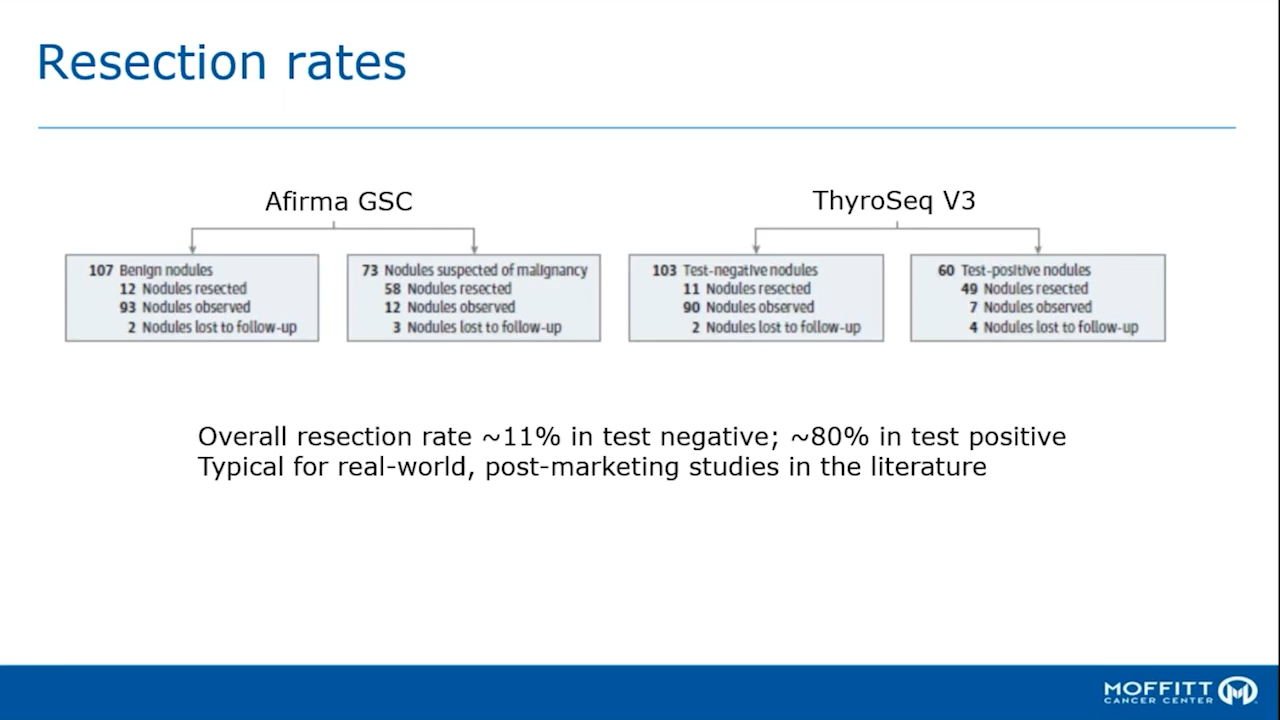 Resection rates
Afirma GSC
107 Benign nodules
12 Nodules resected
93 Nodules observed
2 Nodules lost to follow-up
73 Nodules suspected of malignancy
58 Nodules resected
12 Nodules observed
3 Nodules lost to follow-up
ThyroSeq V3
103 Test-negative nodules
11 Nodules resected
90 Nodules observed
2 Nodules lost to follow-up
60 Test-positive nodules
49 Nodules resected
7 Nodules observed
4 Nodules lost to follow-up
Overall resection rate ~11% in test negative; ~80% in test positive
Typical for real-world, post-marketing studies in the literature
MOFFITT
CANCER CENTER